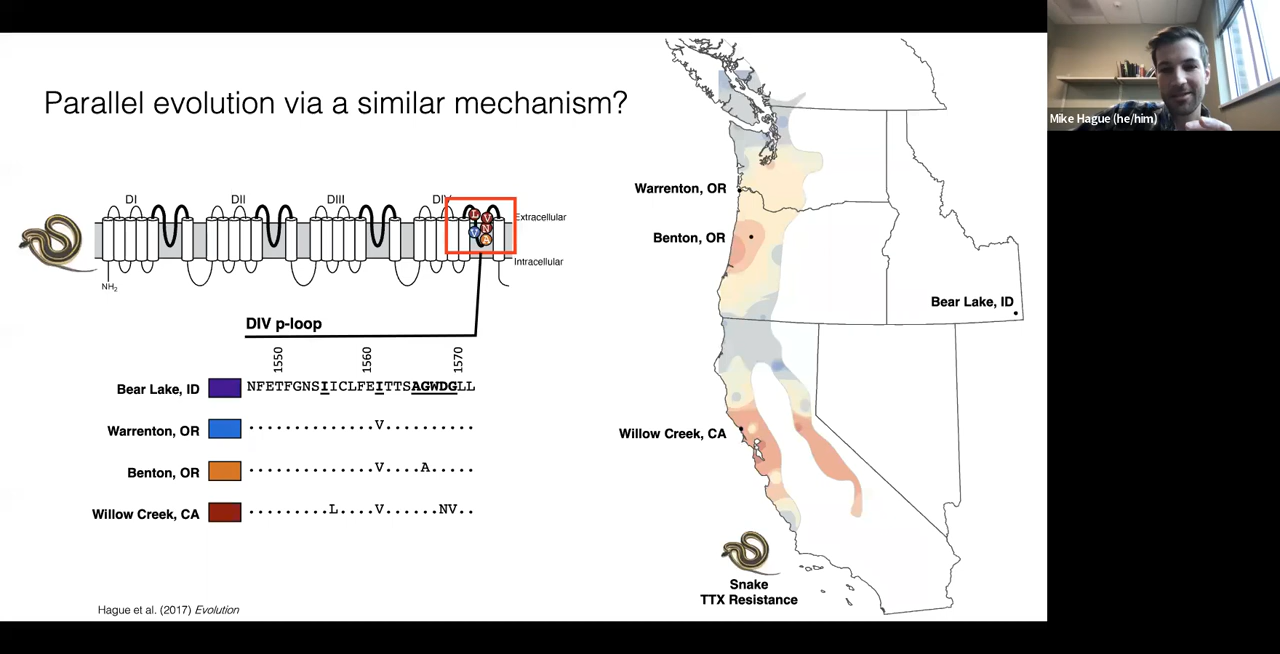 Parallel evolution via a similar mechanism?
Mike Hague (he/him)
DI
DII
DIII
DIV
I
V
V
N
A
Extracellular
Intracellular
NH2
DIV p-loop
1550
1560
1570
Bear Lake, ID
NFETFGNSIICLFEITTSAGWDGLL
Warrenton, OR
..............V..........
Benton, OR
..............V....A.....
Willow Creek, CA
.........L....V......NV..
Warrenton, OR
Benton, OR
Bear Lake, ID
Willow Creek, CA
Snake
TTX Resistance
Hague et al. (2017) Evolution